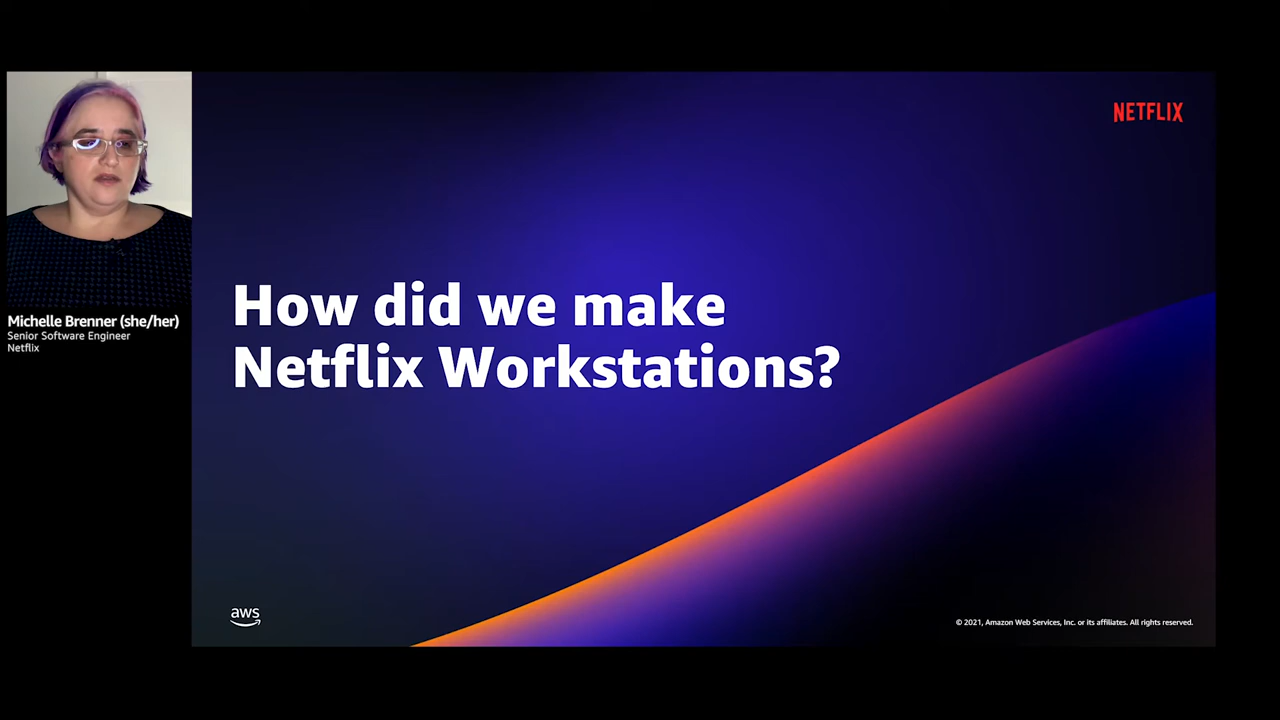 NETFLIX
Michelle Brenner (she/her)
Senior Software Engineer
Netflix
How did we make
Netflix Workstations?
aws
© 2021, Amazon Web Services, Inc. or its affiliates. All rights reserved.